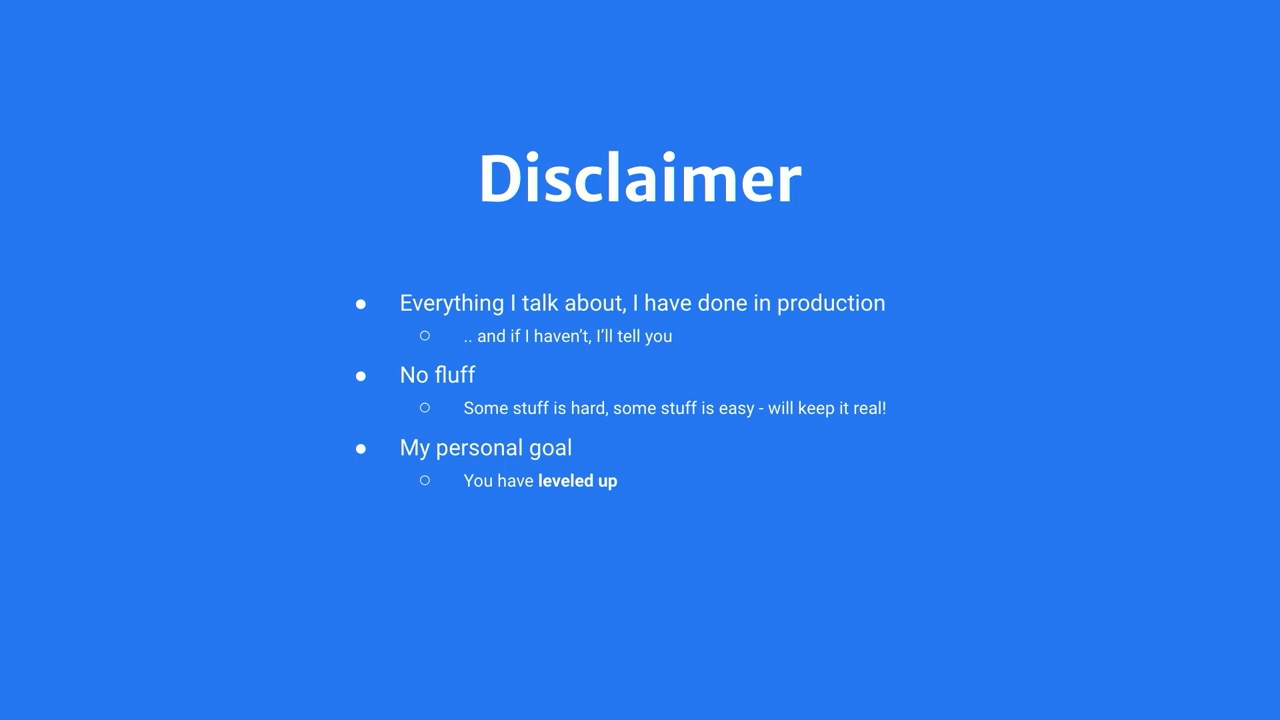 Disclaimer
● Everything I talk about, I have done in production
○ .. and if I haven’t, I’ll tell you
● No fluff
○ Some stuff is hard, some stuff is easy - will keep it real!
● My personal goal
○ You have leveled up